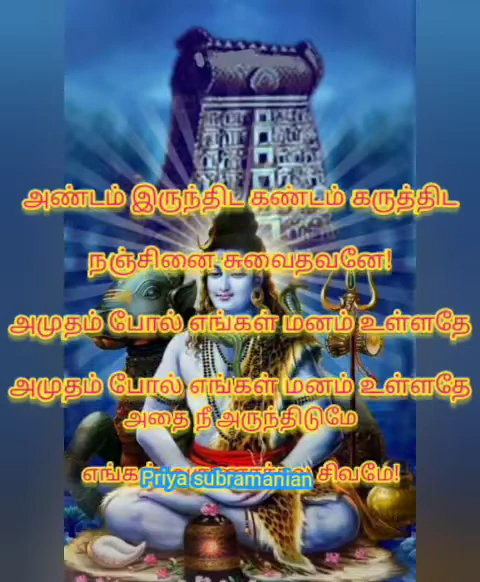 அண்டம் இருந்திட கண்டம் கருத்திட
நஞ்சினை சுவைதவனே!
அமுதம் போல் எங்கள் மனம் உள்ளதே
அமுதம் போல் எங்கள் மனம் உள்ளதே
அதை நீ அருந்திடுமே
சிவமே!
Priya subramanian